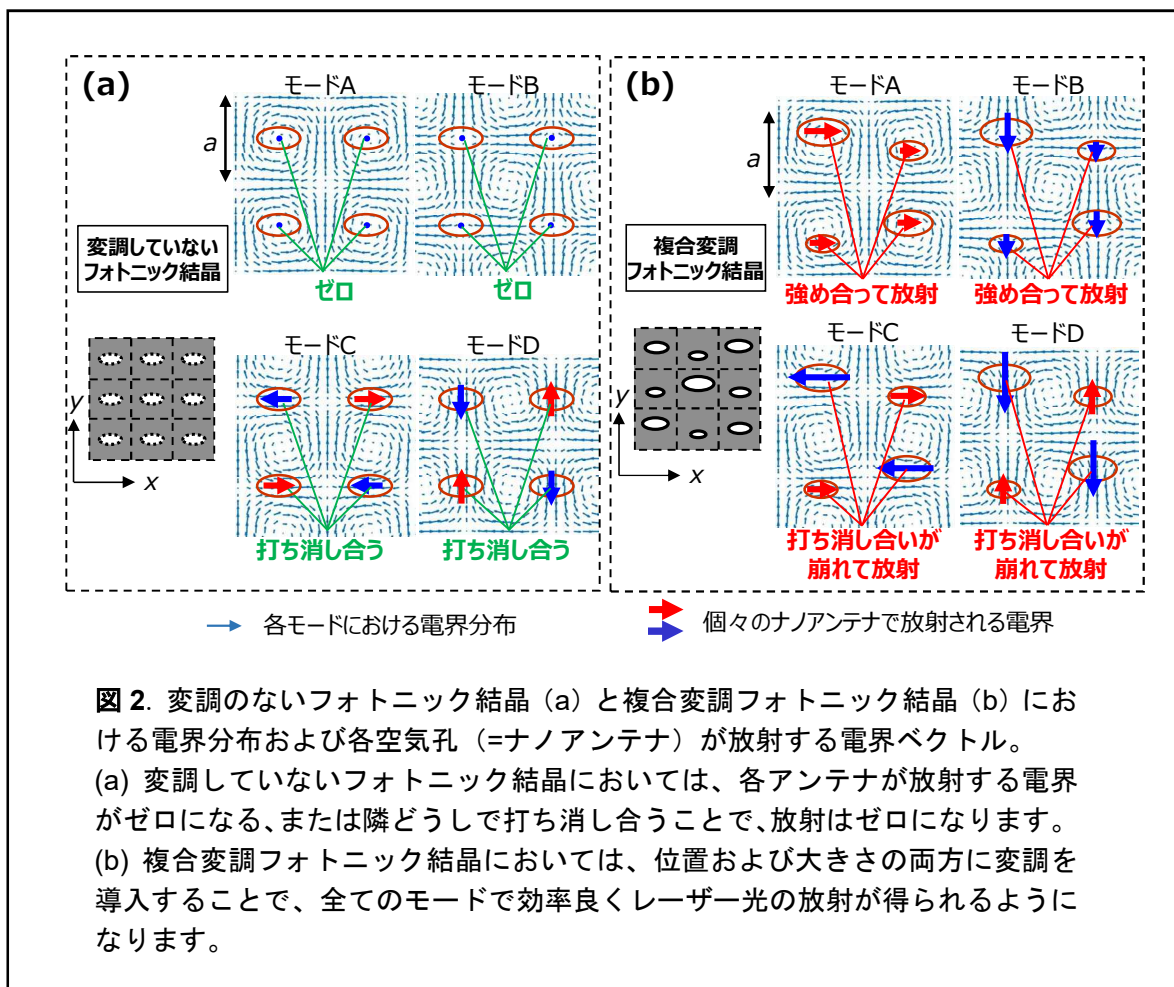 (a)
モードA
モードB
a
変調していない
フォトニック結晶
ゼロ
ゼロ
モードC
モードD
y
x
打ち消し合う
打ち消し合う
(b)
モードA
モードB
a
複合変調
フォトニック結晶
強め合って放射
強め合って放射
モードC
モードD
y
x
打ち消し合いが
崩れて放射
打ち消し合いが
崩れて放射
各モードにおける電界分布
個々のナノアンテナで放射される電界
図 2. 変調のないフォトニック結晶（a）と複合変調フォトニック結晶（b）にお
ける電界分布および各空気孔（=ナノアンテナ）が放射する電界ベクトル。
(a) 変調していないフォトニック結晶においては、各アンテナが放射する電界
がゼロになる、または隣どうしで打ち消し合うことで、放射はゼロになります。
(b) 複合変調フォトニック結晶においては、位置および大きさの両方に変調を
導入することで、全てのモードで効率良くレーザー光の放射が得られるように
なります。